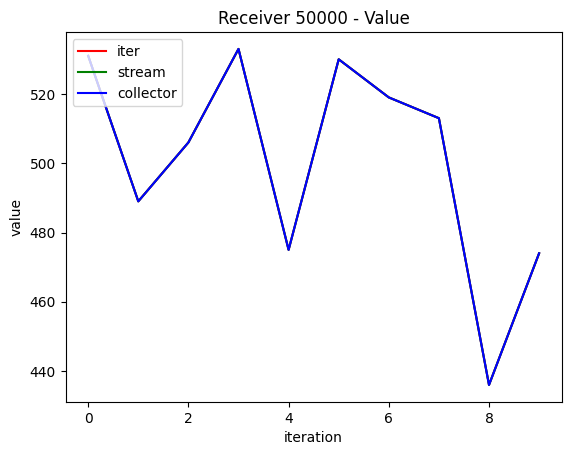 Receiver 50000 - Value
iter
stream
collector
value
520
500
480
460
440
0 2 4 6 8
iteration